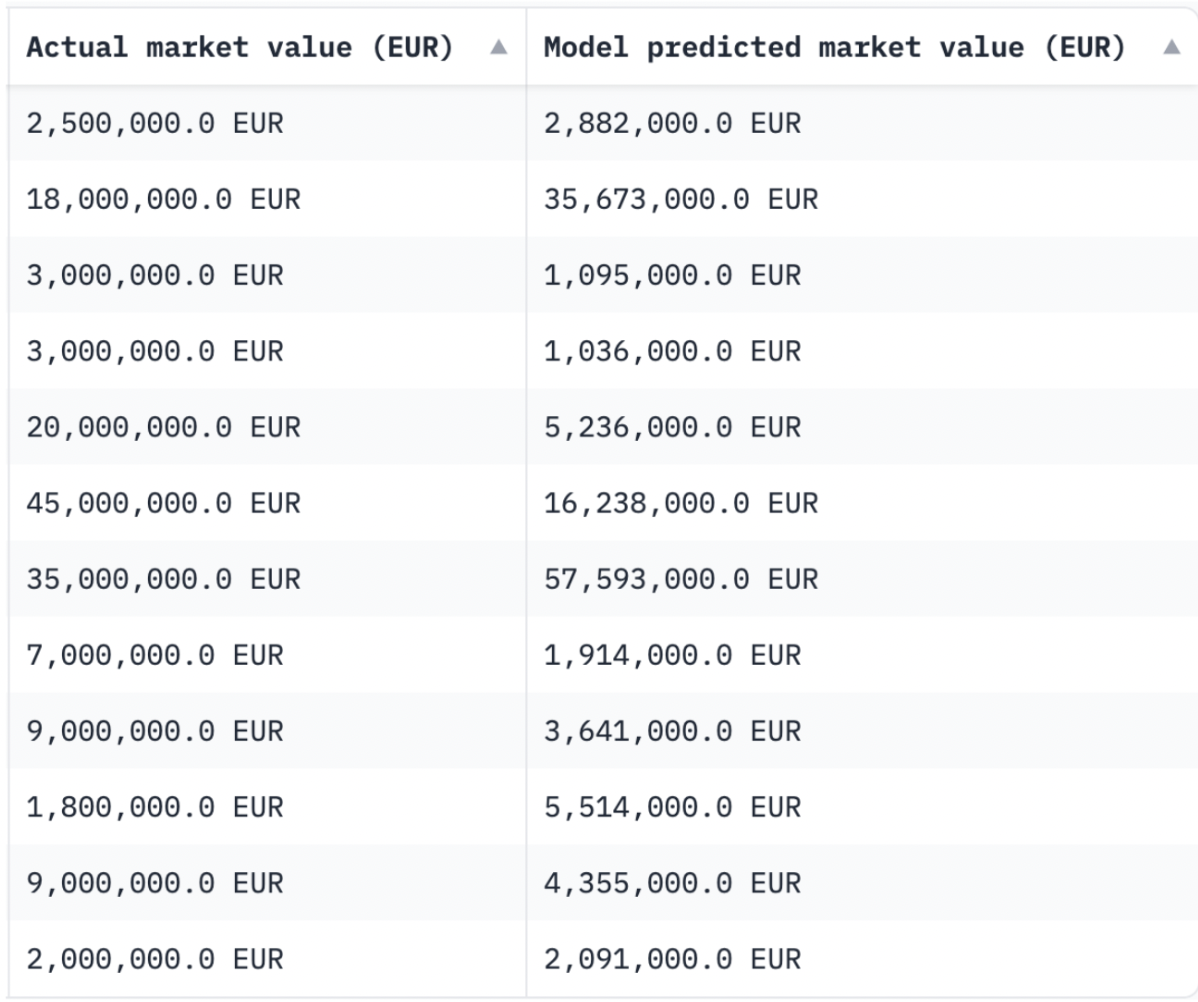 Actual market value (EUR) ▲ Model predicted market value (EUR) ▲
2,500,000.0 EUR 2,882,000.0 EUR
18,000,000.0 EUR 35,673,000.0 EUR
3,000,000.0 EUR 1,095,000.0 EUR
3,000,000.0 EUR 1,036,000.0 EUR
20,000,000.0 EUR 5,236,000.0 EUR
45,000,000.0 EUR 16,238,000.0 EUR
35,000,000.0 EUR 57,593,000.0 EUR
7,000,000.0 EUR 1,914,000.0 EUR
9,000,000.0 EUR 3,641,000.0 EUR
1,800,000.0 EUR 5,514,000.0 EUR
9,000,000.0 EUR 4,355,000.0 EUR
2,000,000.0 EUR 2,091,000.0 EUR